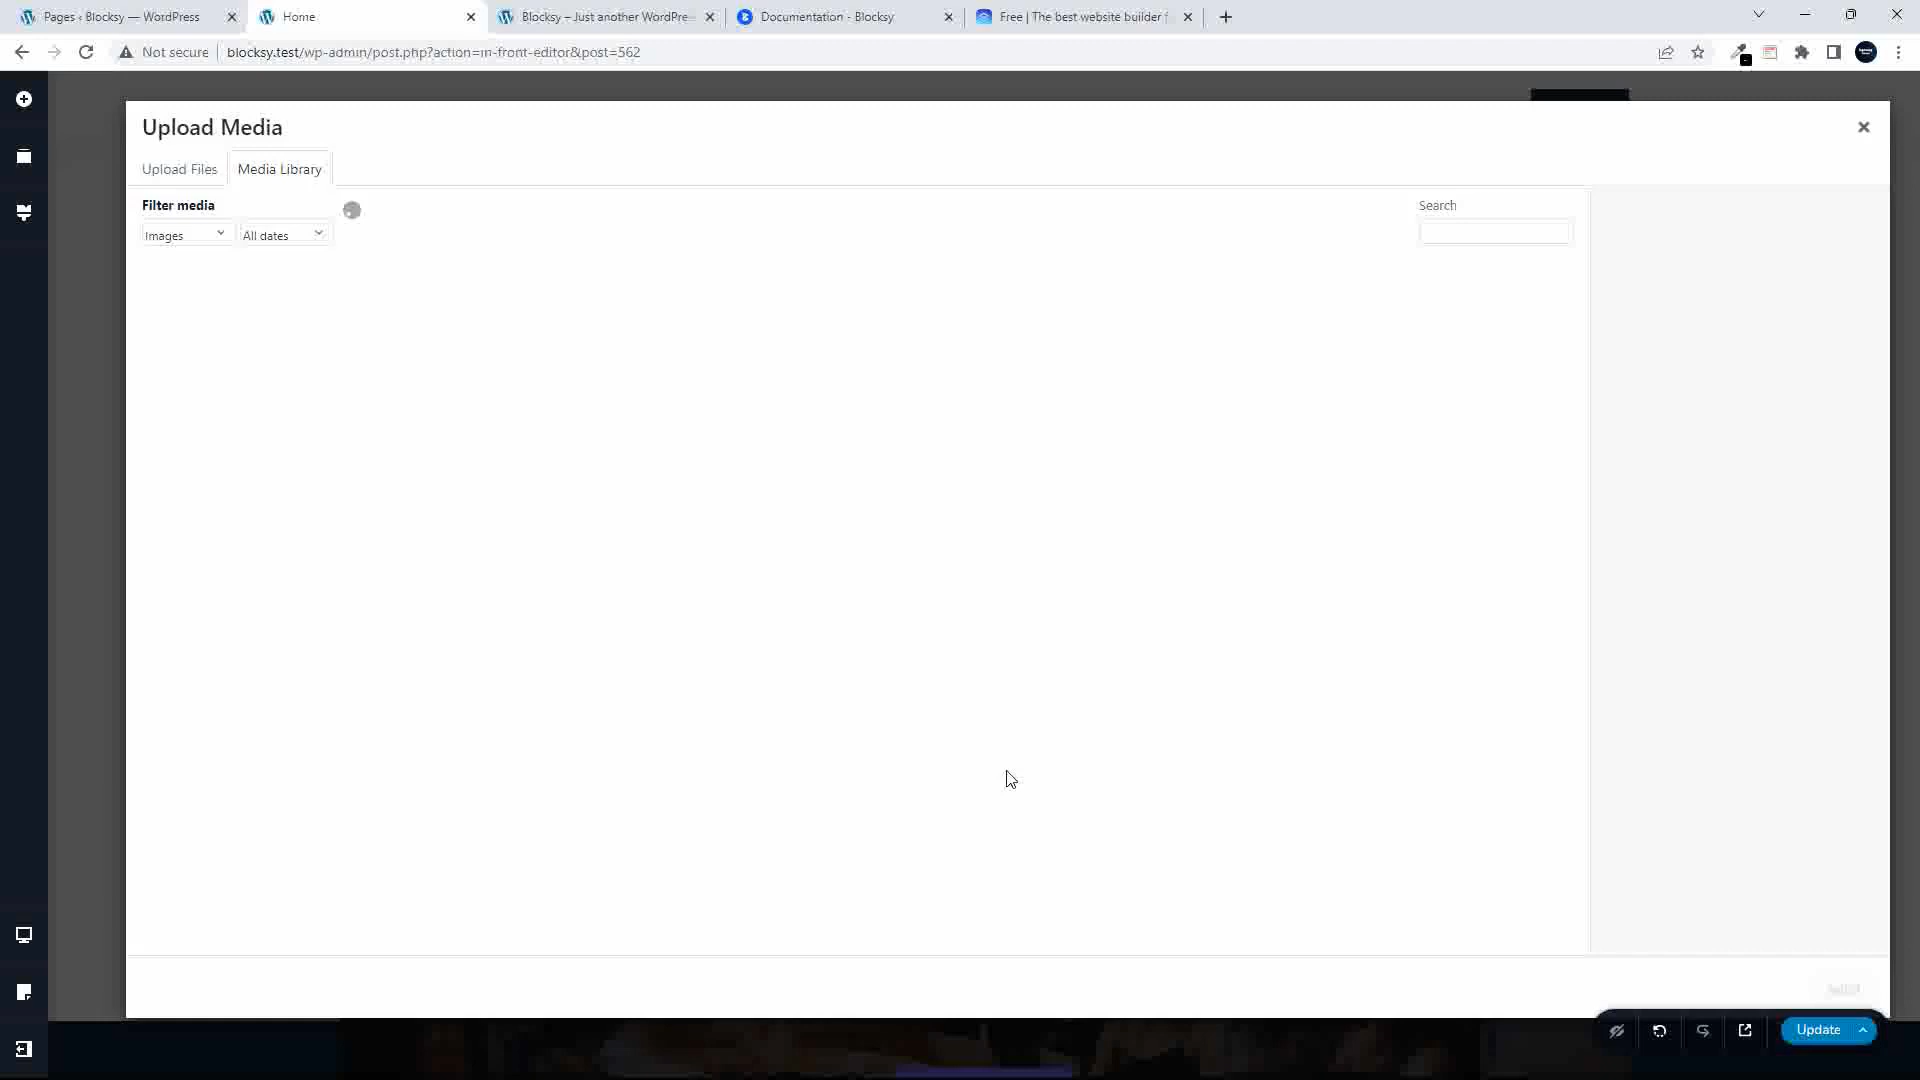 Pages ‹ Blocksy — WordPress
Home
Blocksy – Just another WordPre
Documentation - Blocksy
Free | The best website builder f
Not secure
blocksy.test/wp-admin/post.php?action=in-front-editor&post=562
Upload Media
Upload Files
Media Library
Filter media
Search
Images
All dates
Update